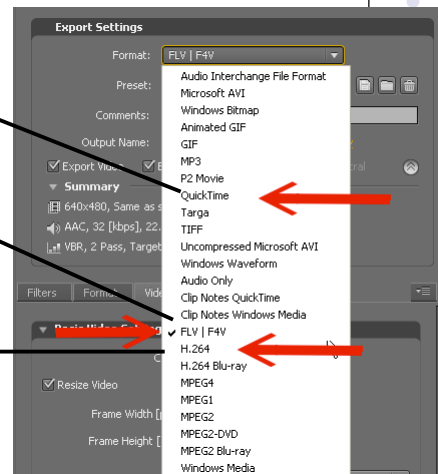 Export Settings
Format: FLV | F4V
Preset:
Comments:
Output Name:
Export Video
Summary
640x480, Same as s
AAC, 32 [kbps], 22.
VBR, 2 Pass, Target
Audio Interchange File Format
Microsoft AVI
Windows Bitmap
Animated GIF
GIF
MP3
P2 Movie
QuickTime
Targa
TIFF
Uncompressed Microsoft AVI
Windows Waveform
Audio Only
Clip Notes QuickTime
Clip Notes Windows Media
FLV | F4V
H.264
H.264 Blu-ray
MPEG4
MPEG1
MPEG2
MPEG2-DVD
MPEG2 Blu-ray
Windows Media
Filters Format Vide
Resize Video
Frame Width [
Frame Height [